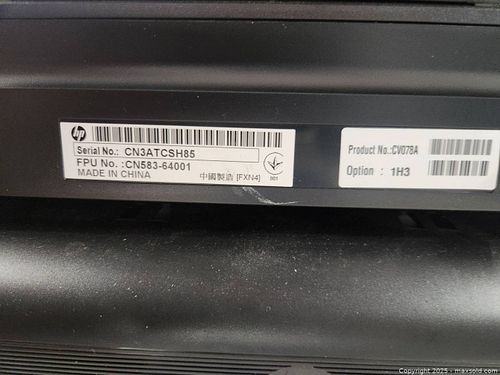 hp
Serial No.: CN3ATCSH85
FPU No. :CN583-64001
MADE IN CHINA
中國製造 [FXN4]
Product No.:CV078A
Option : 1H3
Copyright 2025 - maxsold.com